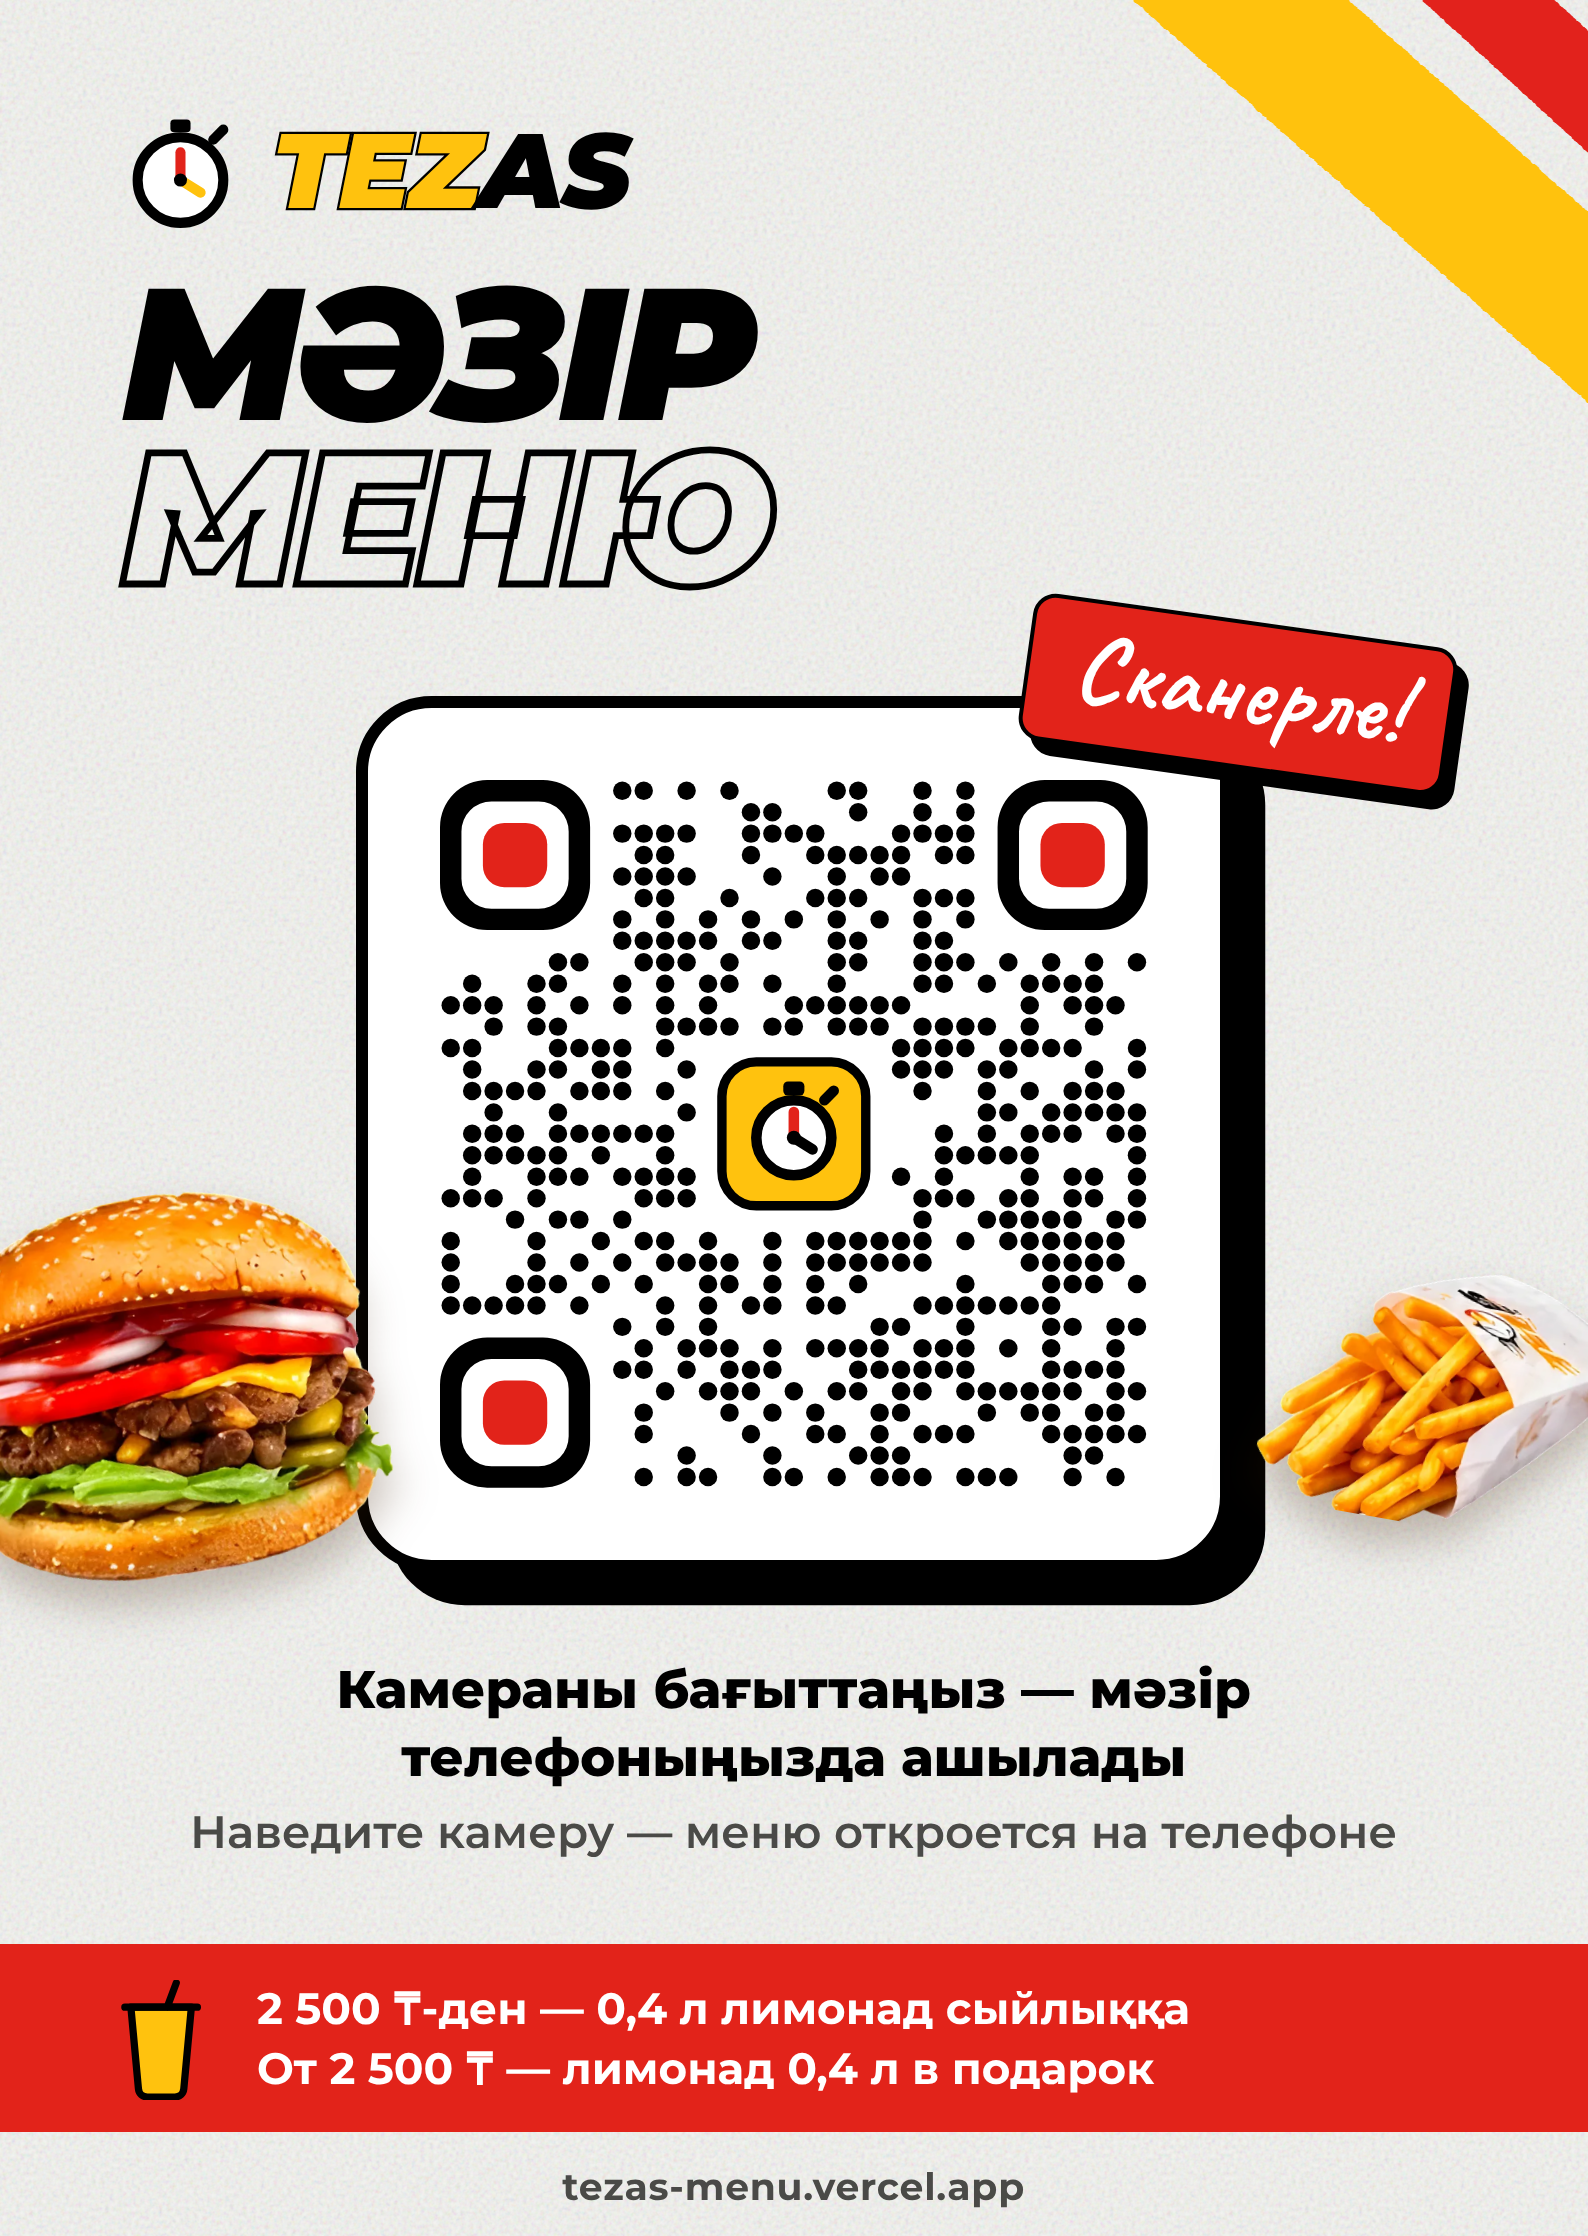 TEZAS
МӘЗІР
МЕНЮ
Сканерле!
Камераны бағыттаңыз — мәзір
телефоныңызда ашылады
Наведите камеру — меню откроется на телефоне
2 500 ₸-ден — 0,4 л лимонад сыйлыққа
От 2 500 ₸ — лимонад 0,4 л в подарок
tezas-menu.vercel.app